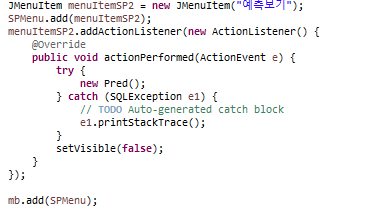 JMenuItem menuItemSP2 = new JMenuItem("예측보기");
SPMenu.add(menuItemSP2);
menuItemSP2.addActionListener(new ActionListener() {
    @Override
    public void actionPerformed(ActionEvent e) {
        try {
            new Pred();
        } catch (SQLException e1) {
            // TODO Auto-generated catch block
            e1.printStackTrace();
        }
        setVisible(false);
    }
});

mb.add(SPMenu);